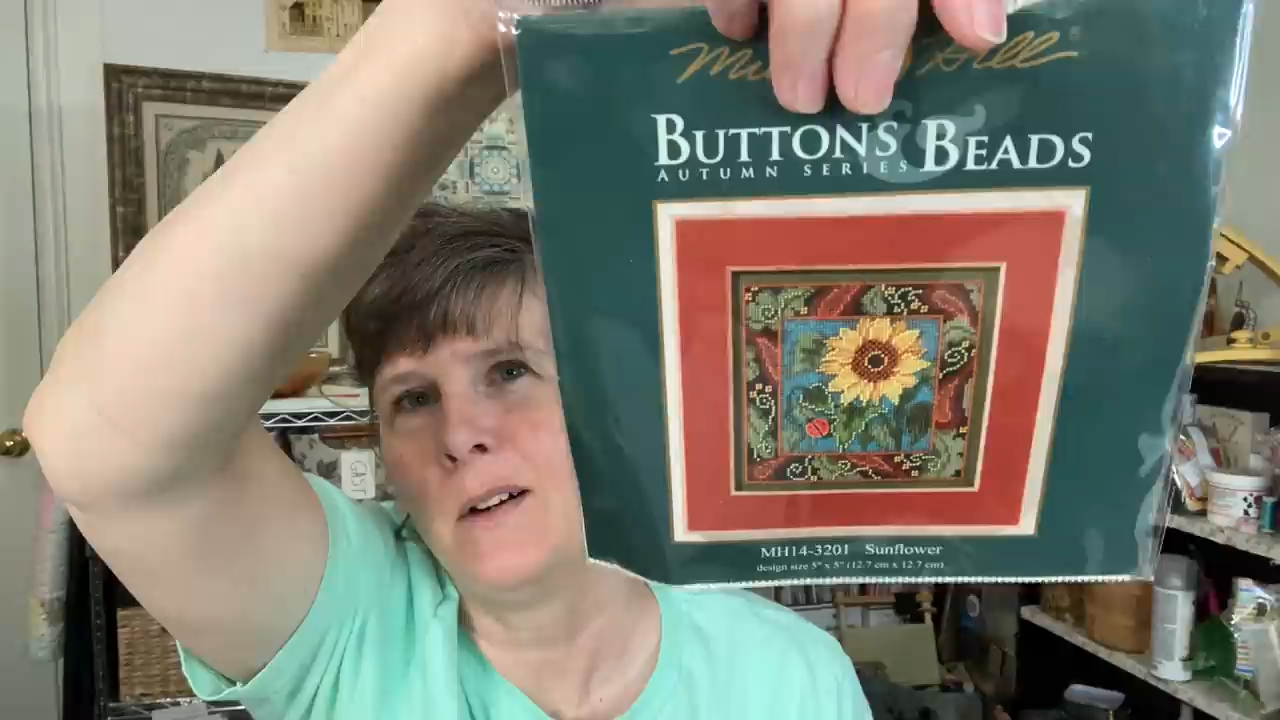 BUTTONS & BEADS
AUTUMN SERIES
MH14-3201 Sunflower
design size 5" x 5" (12.7 cm x 12.7 cm)